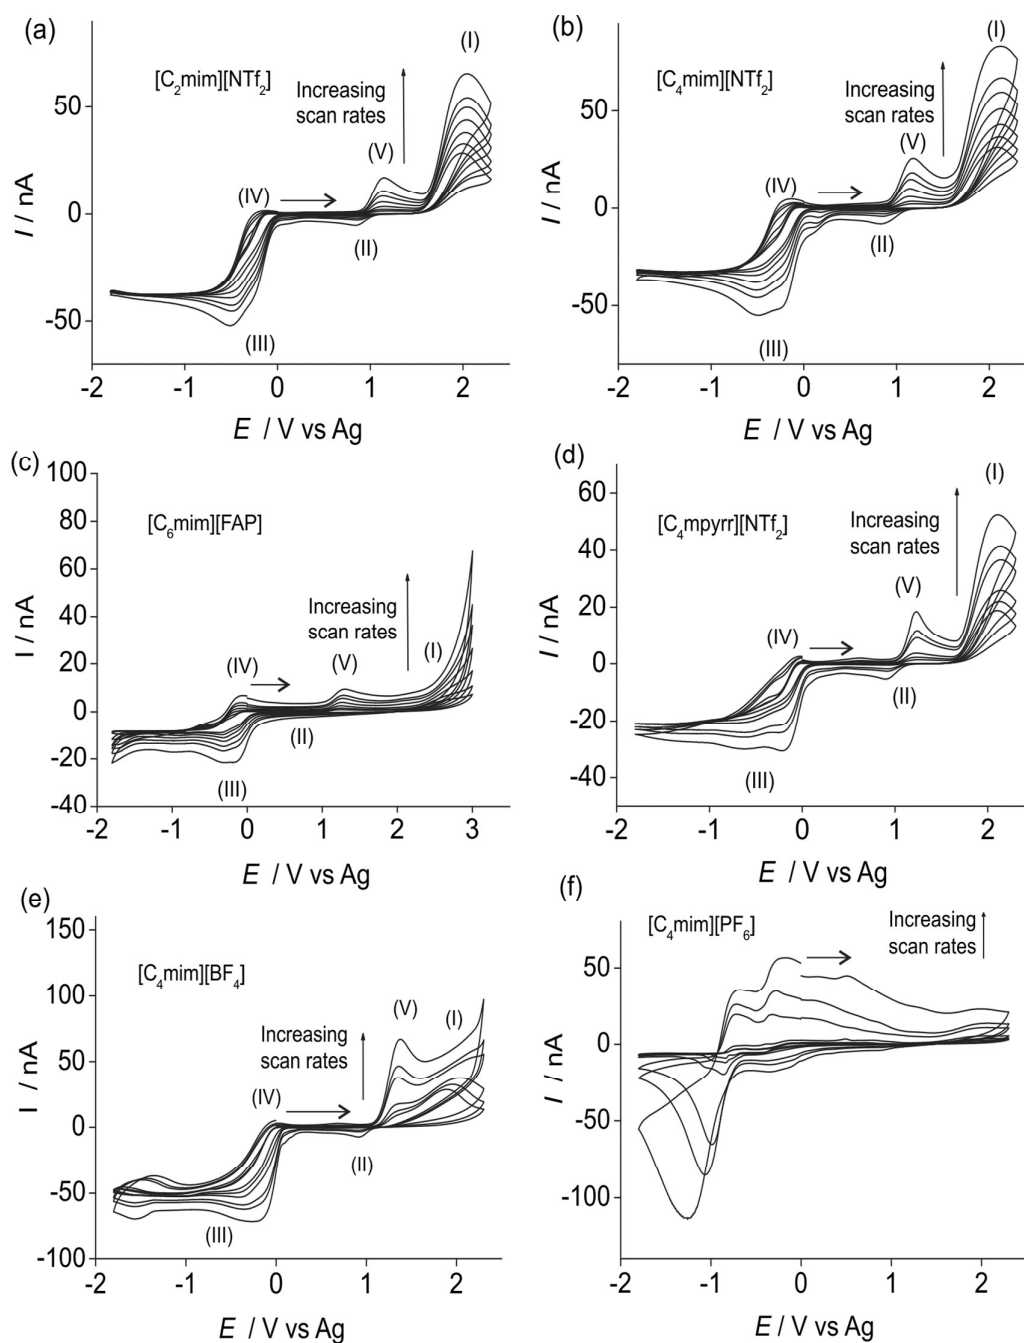 (a)
[C2mim][NTf2]
Increasing
scan rates
(I)
(V)
(IV)
(II)
(III)
50
0
-50
-2 -1 0 1 2
I / nA
E / V vs Ag
(b)
[C4mim][NTf2]
Increasing
scan rates
(I)
(V)
(IV)
(II)
(III)
50
0
-50
-2 -1 0 1 2
I / nA
E / V vs Ag
(c)
[C6mim][FAP]
Increasing
scan rates
(I)
(V)
(IV)
(II)
(III)
100
80
60
40
20
0
-20
-40
-2 -1 0 1 2 3
I / nA
E / V vs Ag
(d)
[C4mpyrr][NTf2]
Increasing
scan rates
(I)
(V)
(IV)
(II)
(III)
60
40
20
0
-20
-40
-2 -1 0 1 2
I / nA
E / V vs Ag
(e)
[C4mim][BF4]
Increasing
scan rates
(V)
(I)
(IV)
(II)
(III)
150
100
50
0
-50
-100
-2 -1 0 1 2
I / nA
E / V vs Ag
(f)
[C4mim][PF6]
Increasing
scan rates
50
0
-50
-100
-2 -1 0 1 2
I / nA
E / V vs Ag